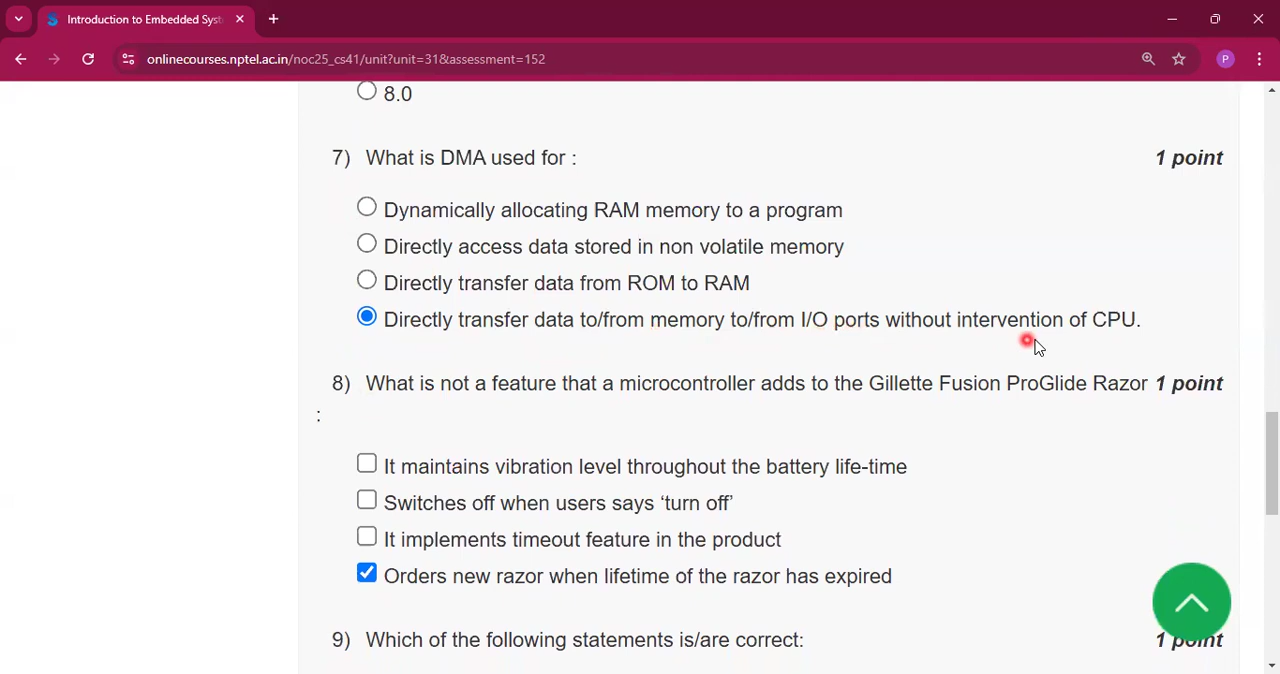 Introduction to Embedded Syst
onlinecourses.nptel.ac.in/noc25_cs41/unit?unit=31&assessment=152
P
8.0
7) What is DMA used for : 1 point
Dynamically allocating RAM memory to a program
Directly access data stored in non volatile memory
Directly transfer data from ROM to RAM
Directly transfer data to/from memory to/from I/O ports without intervention of CPU.
8) What is not a feature that a microcontroller adds to the Gillette Fusion ProGlide Razor 1 point
:
It maintains vibration level throughout the battery life-time
Switches off when users says ‘turn off’
It implements timeout feature in the product
Orders new razor when lifetime of the razor has expired
9) Which of the following statements is/are correct: 1 point